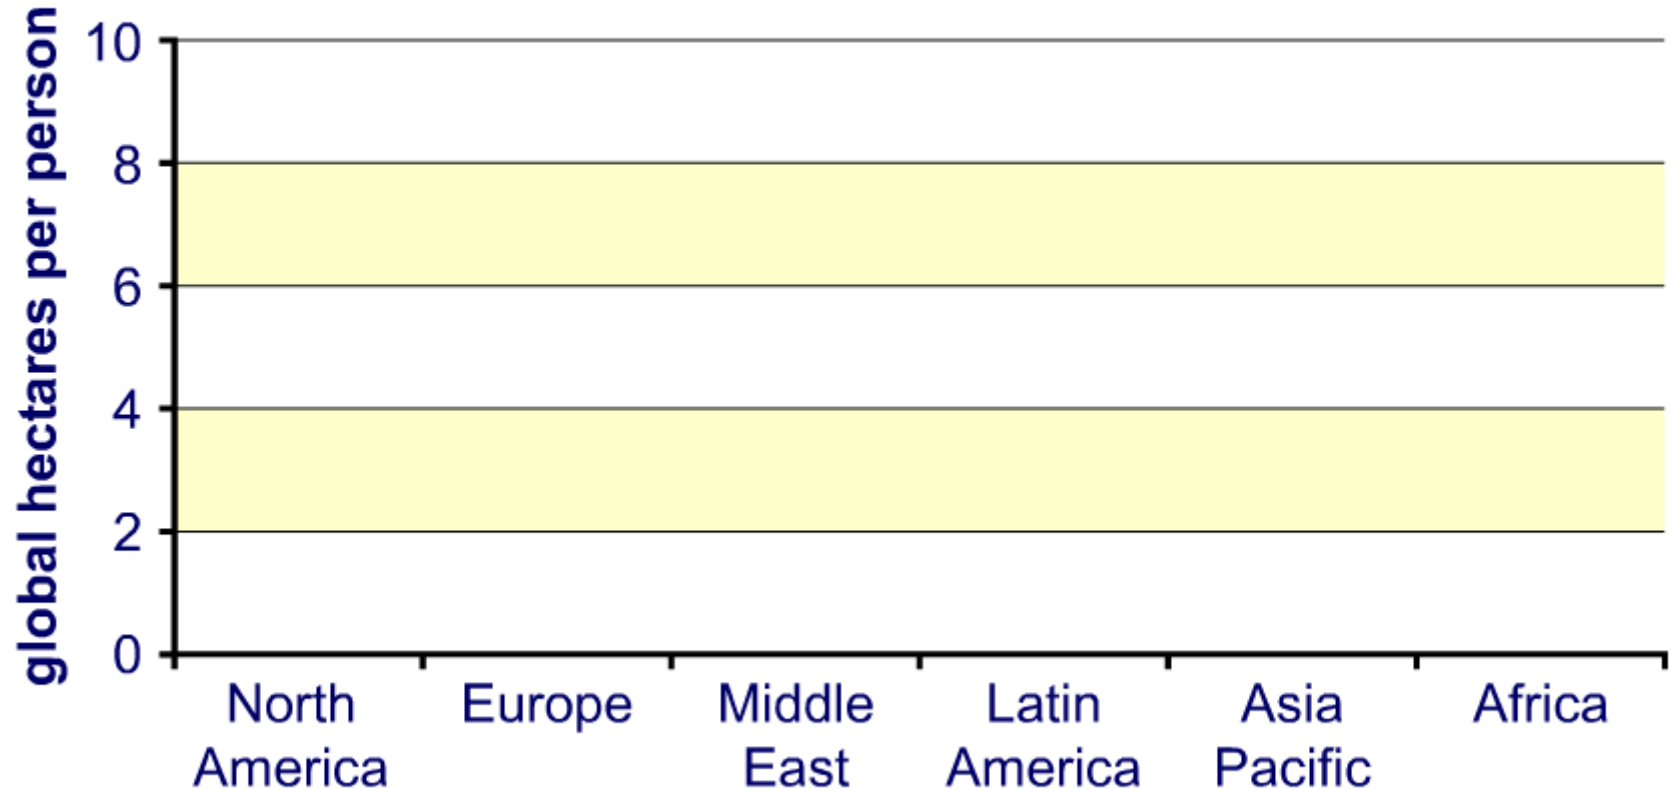 global hectares per person
10
8
6
4
2
0
North America
Europe
Middle East
Latin America
Asia Pacific
Africa